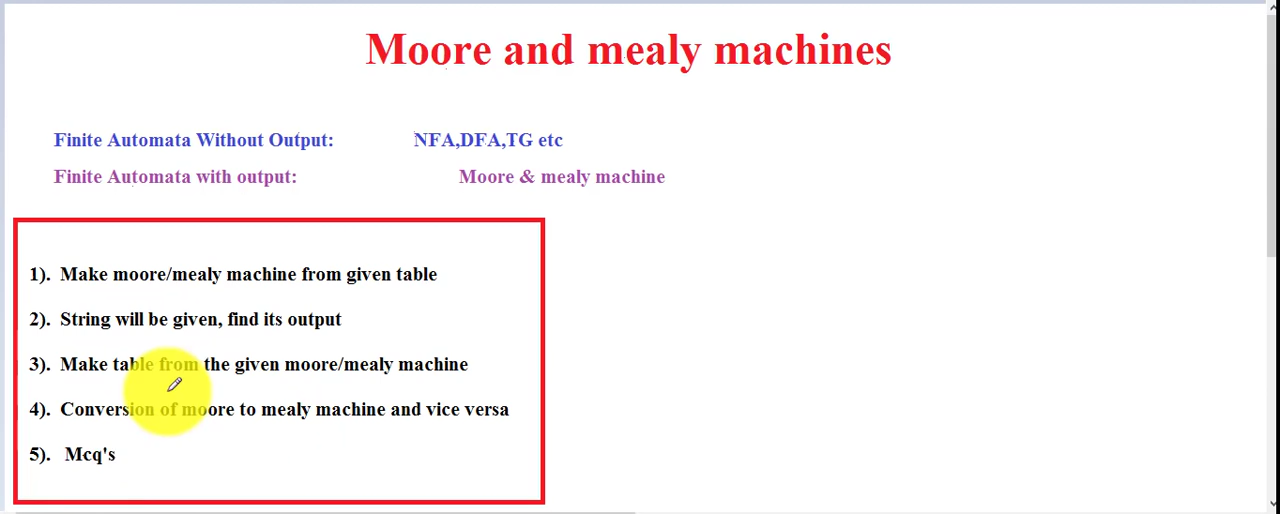 Moore and mealy machines
Finite Automata Without Output: NFA,DFA,TG etc
Finite Automata with output: Moore & mealy machine
1). Make moore/mealy machine from given table
2). String will be given, find its output
3). Make table from the given moore/mealy machine
4). Conversion of moore to mealy machine and vice versa
5). Mcq's